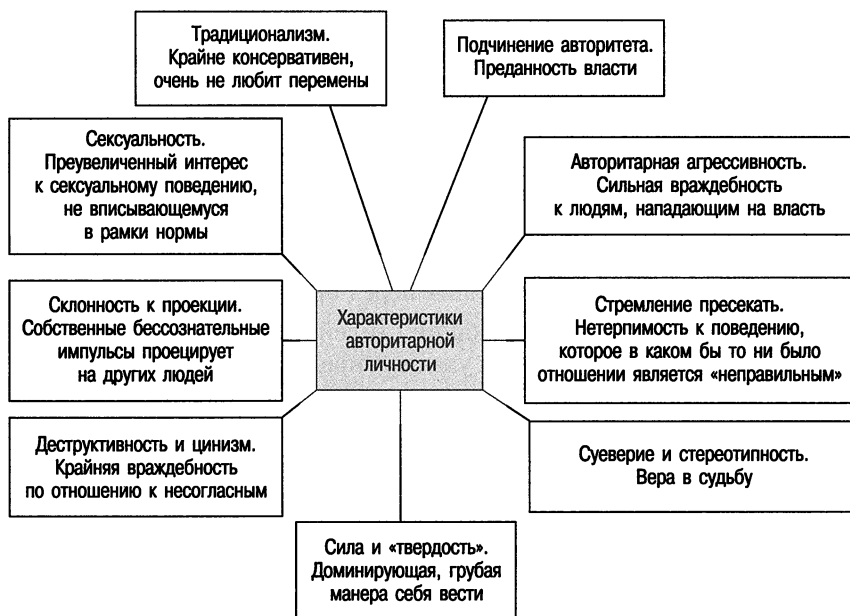 Традиционализм.
Крайне консервативен,
очень не любит перемены
Подчинение авторитета.
Преданность власти
Сексуальность.
Преувеличенный интерес
к сексуальному поведению,
не вписывающемуся
в рамки нормы
Авторитарная агрессивность.
Сильная враждебность
к людям, нападающим на власть
Склонность к проекции.
Собственные бессознательные
импульсы проецирует
на других людей
Характеристики
авторитарной
личности
Стремление пресекать.
Нетерпимость к поведению,
которое в каком бы то ни было
отношении является «неправильным»
Деструктивность и цинизм.
Крайняя враждебность
по отношению к несогласным
Суеверие и стереотипность.
Вера в судьбу
Сила и «твердость».
Доминирующая, грубая
манера себя вести